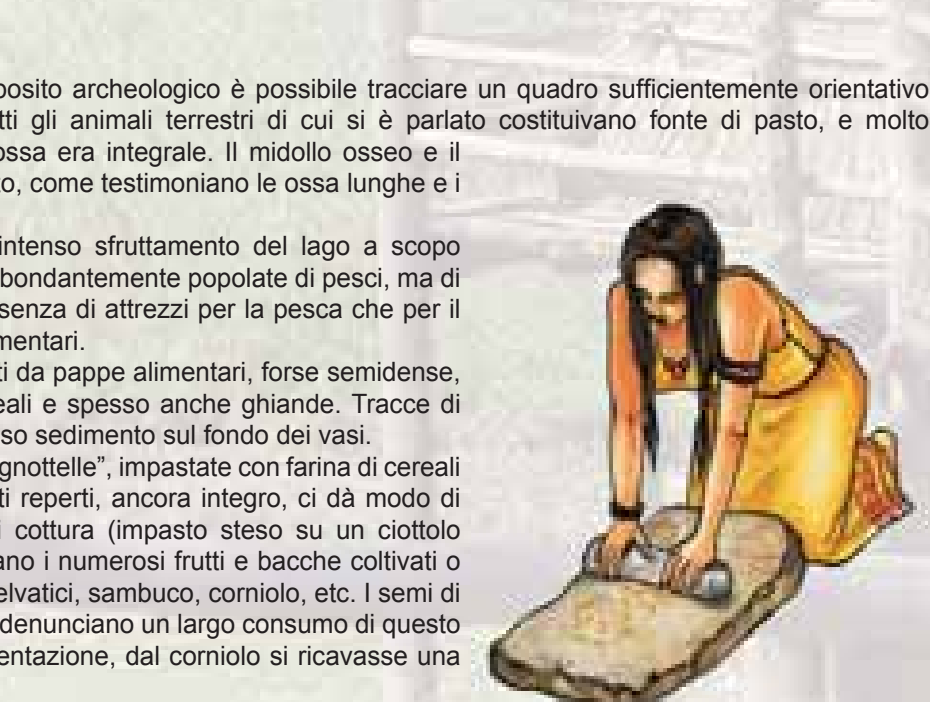 posito archeologico è possibile tracciare un quadro sufficientemente orientativo
tti gli animali terrestri di cui si è parlato costituivano fonte di pasto, e molto
ossa era integrale. Il midollo osseo e il
to, come testimoniano le ossa lunghe e i
intenso sfruttamento del lago a scopo
bbondantemente popolate di pesci, ma di
senza di attrezzi per la pesca che per il
mentari.
ti da pappe alimentari, forse semidense,
eali e spesso anche ghiande. Tracce di
so sedimento sul fondo dei vasi.
gnottelle”, impastate con farina di cereali
ti reperti, ancora integro, ci dà modo di
i cottura (impasto steso su un ciottolo
ano i numerosi frutti e bacche coltivati o
elvatici, sambuco, corniolo, etc. I semi di
denunciano un largo consumo di questo
entazione, dal corniolo si ricavasse una